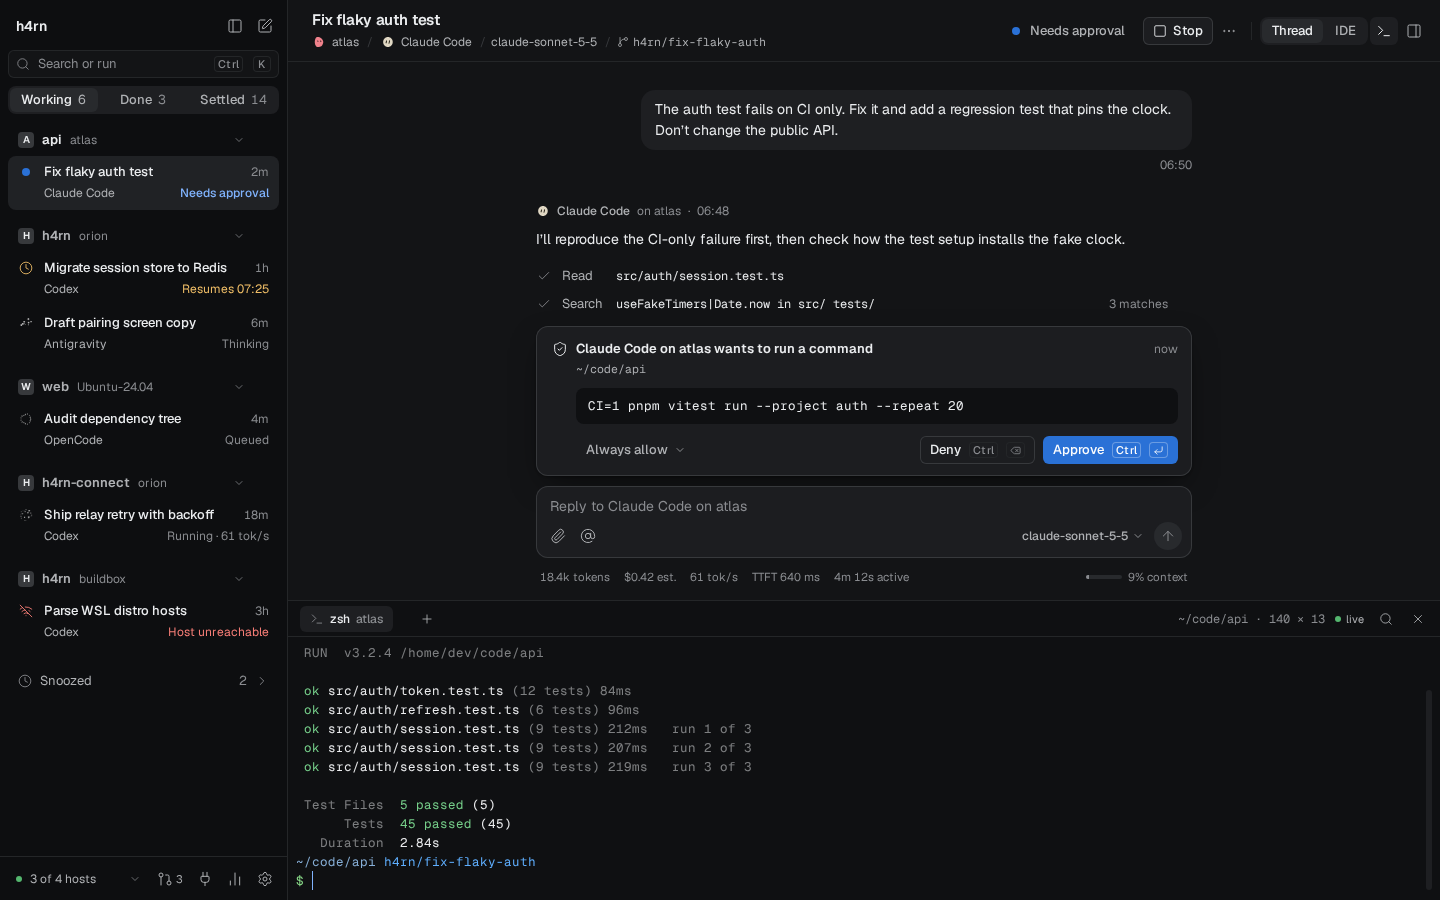 h4rn
Search or run Ctrl K
Working 6 Done 3 Settled 14
A api atlas
Fix flaky auth test 2m
Claude Code Needs approval
H h4rn orion
Migrate session store to Redis 1h
Codex Resumes 07:25
Draft pairing screen copy 6m
Antigravity Thinking
W web Ubuntu-24.04
Audit dependency tree 4m
OpenCode Queued
H h4rn-connect orion
Ship relay retry with backoff 18m
Codex Running · 61 tok/s
H h4rn buildbox
Parse WSL distro hosts 3h
Codex Host unreachable
Snoozed 2
3 of 4 hosts 3
Fix flaky auth test
atlas / Claude Code / claude-sonnet-5-5 / h4rn/fix-flaky-auth
Needs approval Stop ··· Thread IDE
The auth test fails on CI only. Fix it and add a regression test that pins the clock.
Don’t change the public API.
06:50
Claude Code on atlas · 06:48
I’ll reproduce the CI-only failure first, then check how the test setup installs the fake clock.
Read src/auth/session.test.ts
Search useFakeTimers|Date.now in src/ tests/ 3 matches
Claude Code on atlas wants to run a command now
~/code/api
CI=1 pnpm vitest run --project auth --repeat 20
Always allow Deny Ctrl Approve Ctrl
Reply to Claude Code on atlas
claude-sonnet-5-5
18.4k tokens $0.42 est. 61 tok/s TTFT 640 ms 4m 12s active 9% context
zsh atlas + ~/code/api · 140 × 13 live
RUN v3.2.4 /home/dev/code/api
ok src/auth/token.test.ts (12 tests) 84ms
ok src/auth/refresh.test.ts (6 tests) 96ms
ok src/auth/session.test.ts (9 tests) 212ms run 1 of 3
ok src/auth/session.test.ts (9 tests) 207ms run 2 of 3
ok src/auth/session.test.ts (9 tests) 219ms run 3 of 3
Test Files 5 passed (5)
Tests 45 passed (45)
Duration 2.84s
~/code/api h4rn/fix-flaky-auth
$